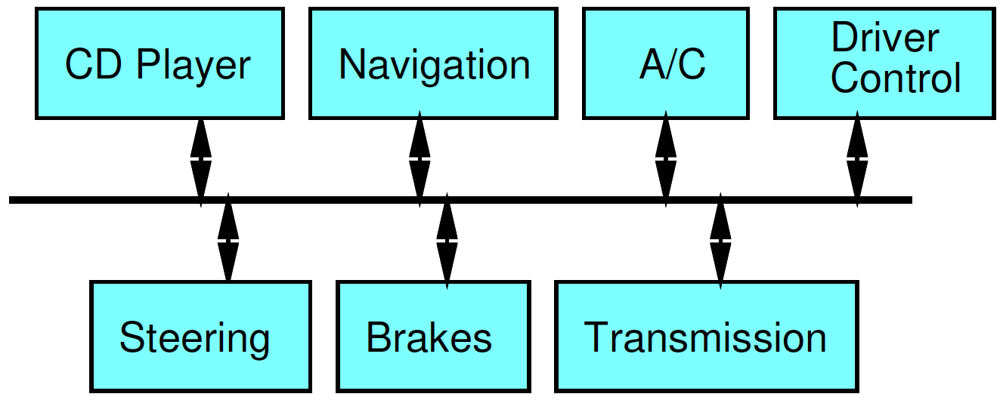 CD Player
Navigation
A/C
Driver
Control
Steering
Brakes
Transmission